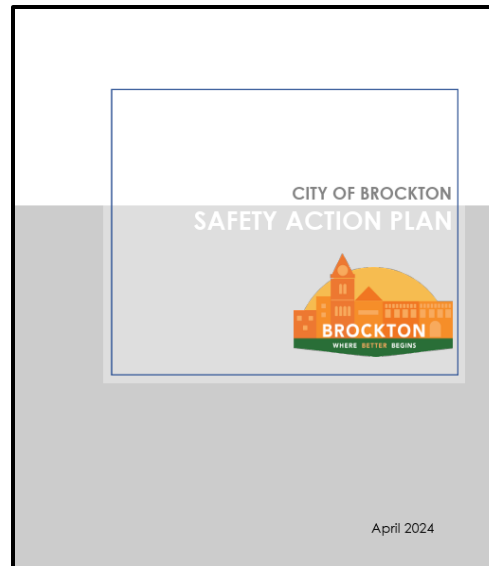 CITY OF BROCKTON
SAFETY ACTION PLAN
BROCKTON
WHERE BETTER BEGINS
April 2024